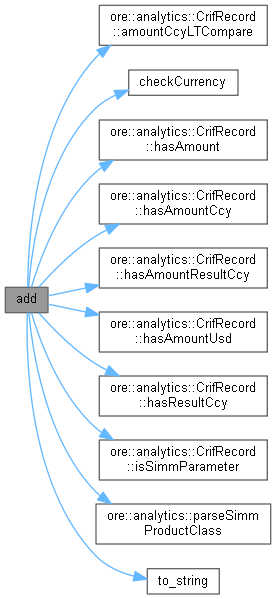 ore::analytics::CrifRecord
::amountCcyLTCompare
checkCurrency
ore::analytics::CrifRecord
::hasAmount
ore::analytics::CrifRecord
::hasAmountCcy
ore::analytics::CrifRecord
::hasAmountResultCcy
add
ore::analytics::CrifRecord
::hasAmountUsd
ore::analytics::CrifRecord
::hasResultCcy
ore::analytics::CrifRecord
::isSimmParameter
ore::analytics::parseSimm
ProductClass
to_string